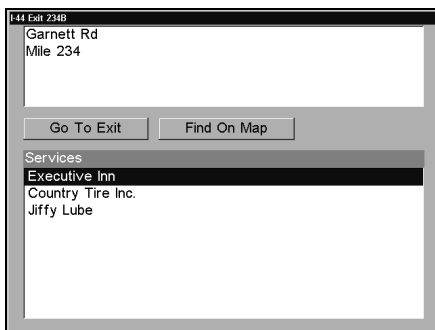 I-44 Exit 234B
Garnett Rd
Mile 234
Go To Exit
Find On Map
Services
Executive Inn
Country Tire Inc.
Jiffy Lube